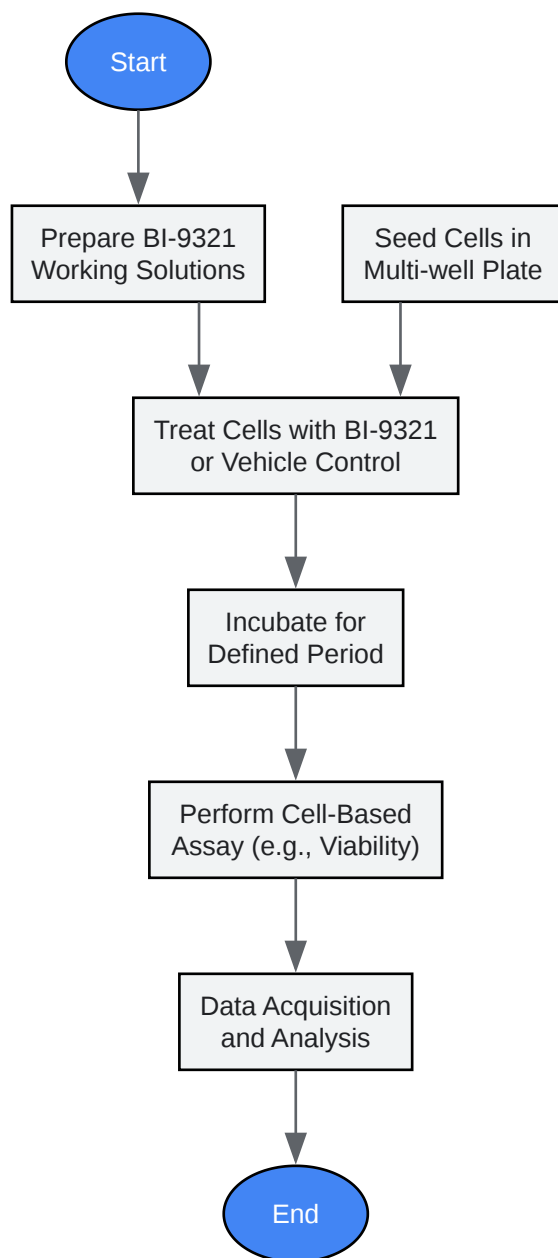 Start
Prepare BI-9321
Working Solutions
Seed Cells in
Multi-well Plate
Treat Cells with BI-9321
or Vehicle Control
Incubate for
Defined Period
Perform Cell-Based
Assay (e.g., Viability)
Data Acquisition
and Analysis
End